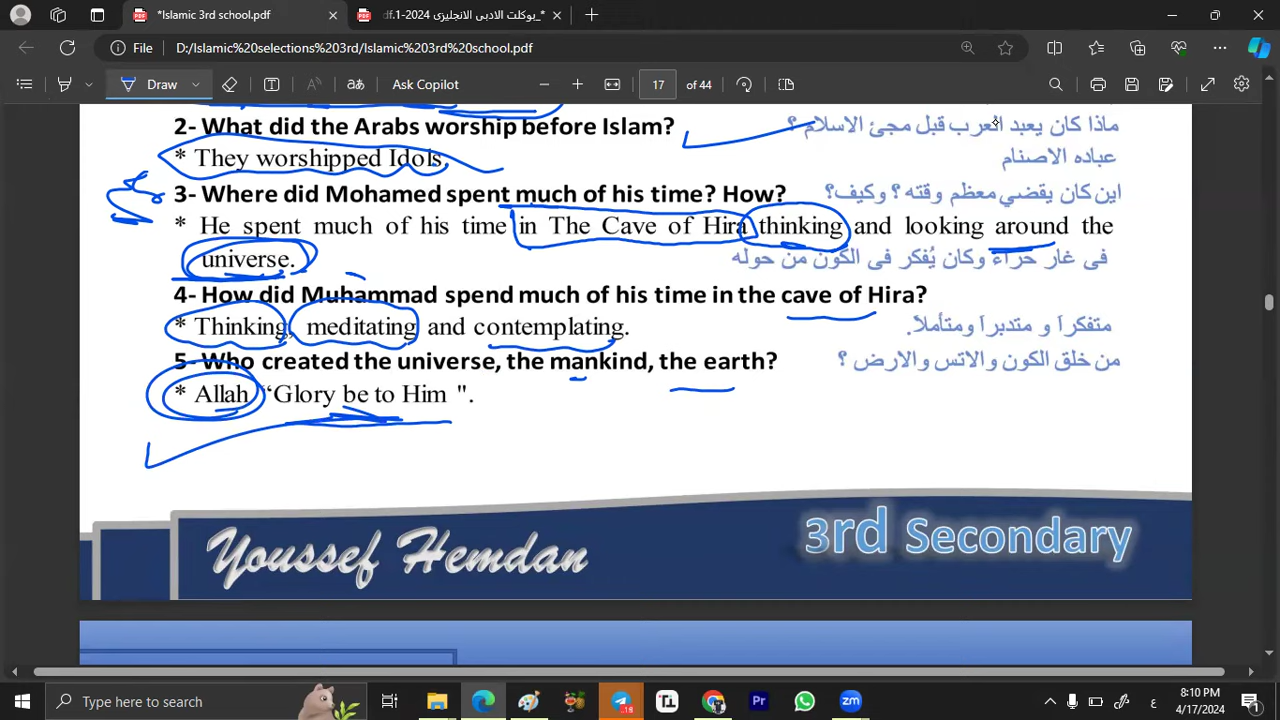 *Islamic 3rd school.pdf
*_بوكلت الادبى الانجليزى 2024-1.df
File
D:/Islamic%20selections%203rd/Islamic%203rd%20school.pdf
Draw
Ask Copilot
17
of 44
2- What did the Arabs worship before Islam?
ماذا كان يعبد العرب قبل مجئ الاسلام ؟
* They worshipped Idols,
عباده الاصنام
3- Where did Mohamed spent much of his time? How?
اين كان يقضي معظم وقته ؟ وكيف؟
* He spent much of his time in The Cave of Hira thinking and looking around the
universe.
فى غار حراء وكان يُفكر فى الكون من حوله
4- How did Muhammad spend much of his time in the cave of Hira?
* Thinking, meditating and contemplating.
متفكراً و متدبراً ومتأملاً.
5- Who created the universe, the mankind, the earth?
من خلق الكون والانس والارض ؟
* Allah “Glory be to Him ".
Youssef Hemdan
3rd Secondary
Type here to search
8:10 PM
4/17/2024